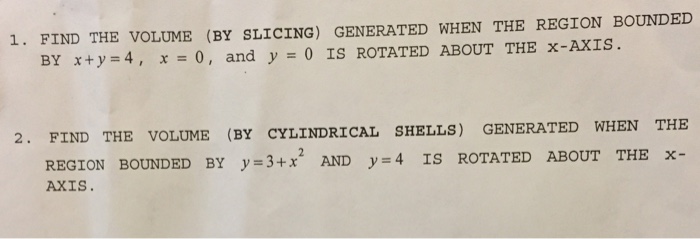 1. FIND THE VOLUME (BY SLICING) GENERATED WHEN THE REGION BOUNDED
BY x+y=4, x = 0, and y = 0 IS ROTATED ABOUT THE X-AXIS.
2. FIND THE VOLUME (BY CYLINDRICAL SHELLS) GENERATED WHEN THE
REGION BOUNDED BY y=3+x² AND y=4 IS ROTATED ABOUT THE X-
AXIS.